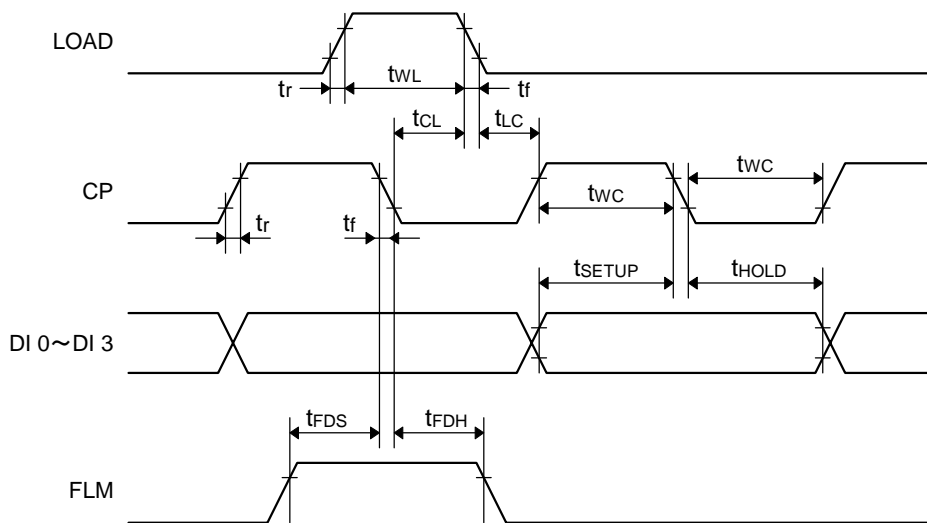 LOAD
tr
tWL
tf
tCL
tLC
CP
tWC
tWC
tr
tf
tSETUP
tHOLD
DI 0～DI 3
tFDS
tFDH
FLM